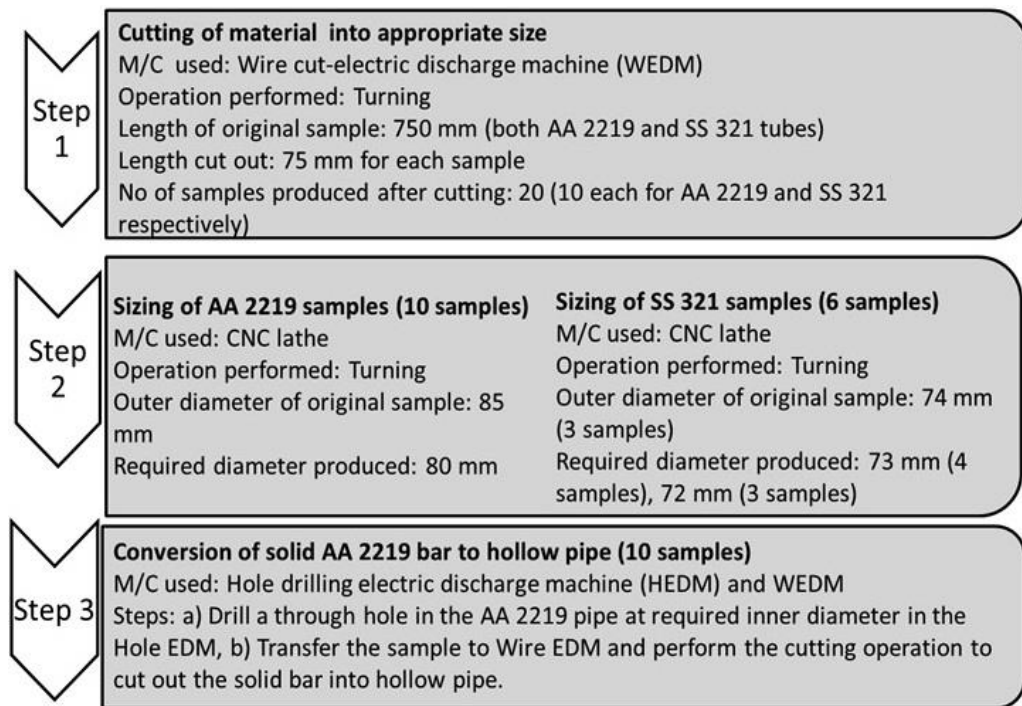 Step
1
Cutting of material into appropriate size
M/C used: Wire cut-electric discharge machine (WEDM)
Operation performed: Turning
Length of original sample: 750 mm (both AA 2219 and SS 321 tubes)
Length cut out: 75 mm for each sample
No of samples produced after cutting: 20 (10 each for AA 2219 and SS 321
respectively)
Step
2
Sizing of AA 2219 samples (10 samples)
M/C used: CNC lathe
Operation performed: Turning
Outer diameter of original sample: 85
mm
Required diameter produced: 80 mm
Sizing of SS 321 samples (6 samples)
M/C used: CNC lathe
Operation performed: Turning
Outer diameter of original sample: 74 mm
(3 samples)
Required diameter produced: 73 mm (4
samples), 72 mm (3 samples)
Step 3
Conversion of solid AA 2219 bar to hollow pipe (10 samples)
M/C used: Hole drilling electric discharge machine (HEDM) and WEDM
Steps: a) Drill a through hole in the AA 2219 pipe at required inner diameter in the
Hole EDM, b) Transfer the sample to Wire EDM and perform the cutting operation to
cut out the solid bar into hollow pipe.